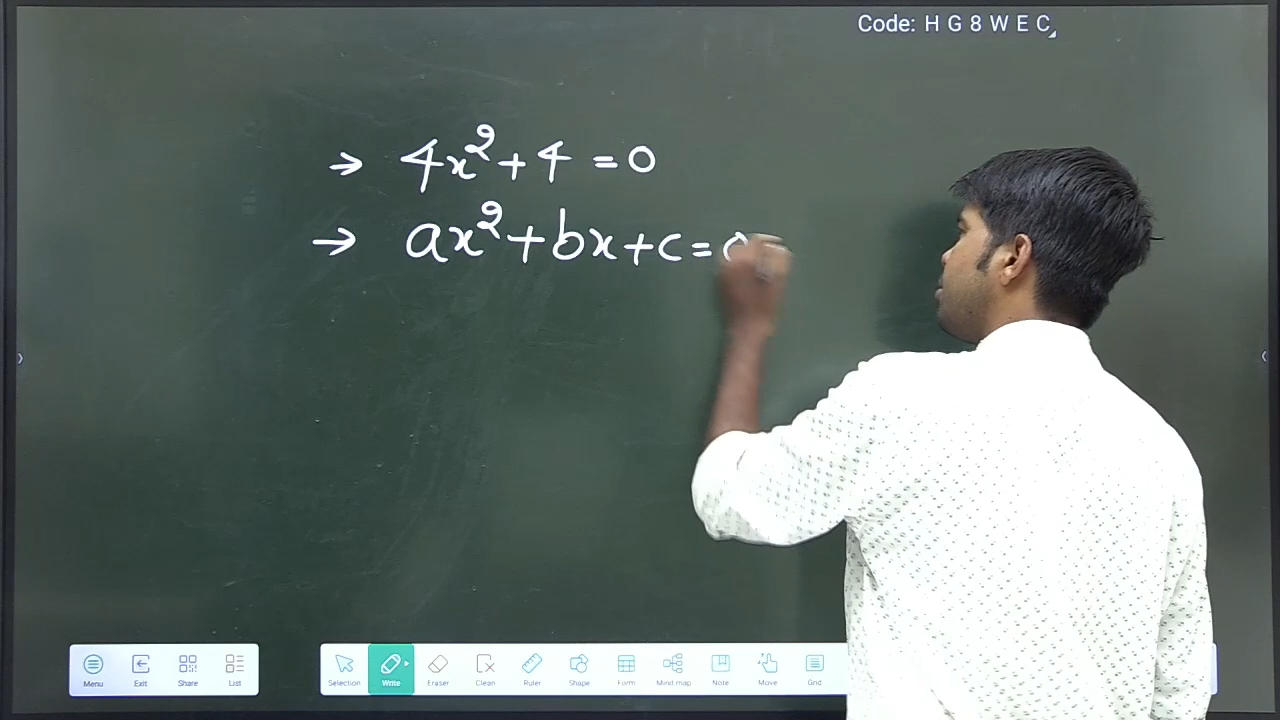 Code: H G 8 W E C
→ 4x²+4 =0
→ ax²+bx+c=0
Menu Exit Share List Selection Write Eraser Clean Ruler Shape Form Mind map Note Move Grid